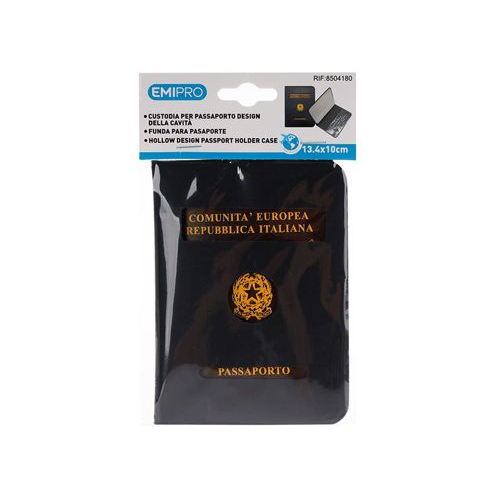 RIF:8504180
EMIPRO
• CUSTODIA PER PASSAPORTO DESIGN
DELLA CAVITÀ
• FUNDA PARA PASAPORTE
• HOLLOW DESIGN PASSPORT HOLDER CASE
13.4x10cm
COMUNITA' EUROPEA
REPUBBLICA ITALIANA
PASSAPORTO